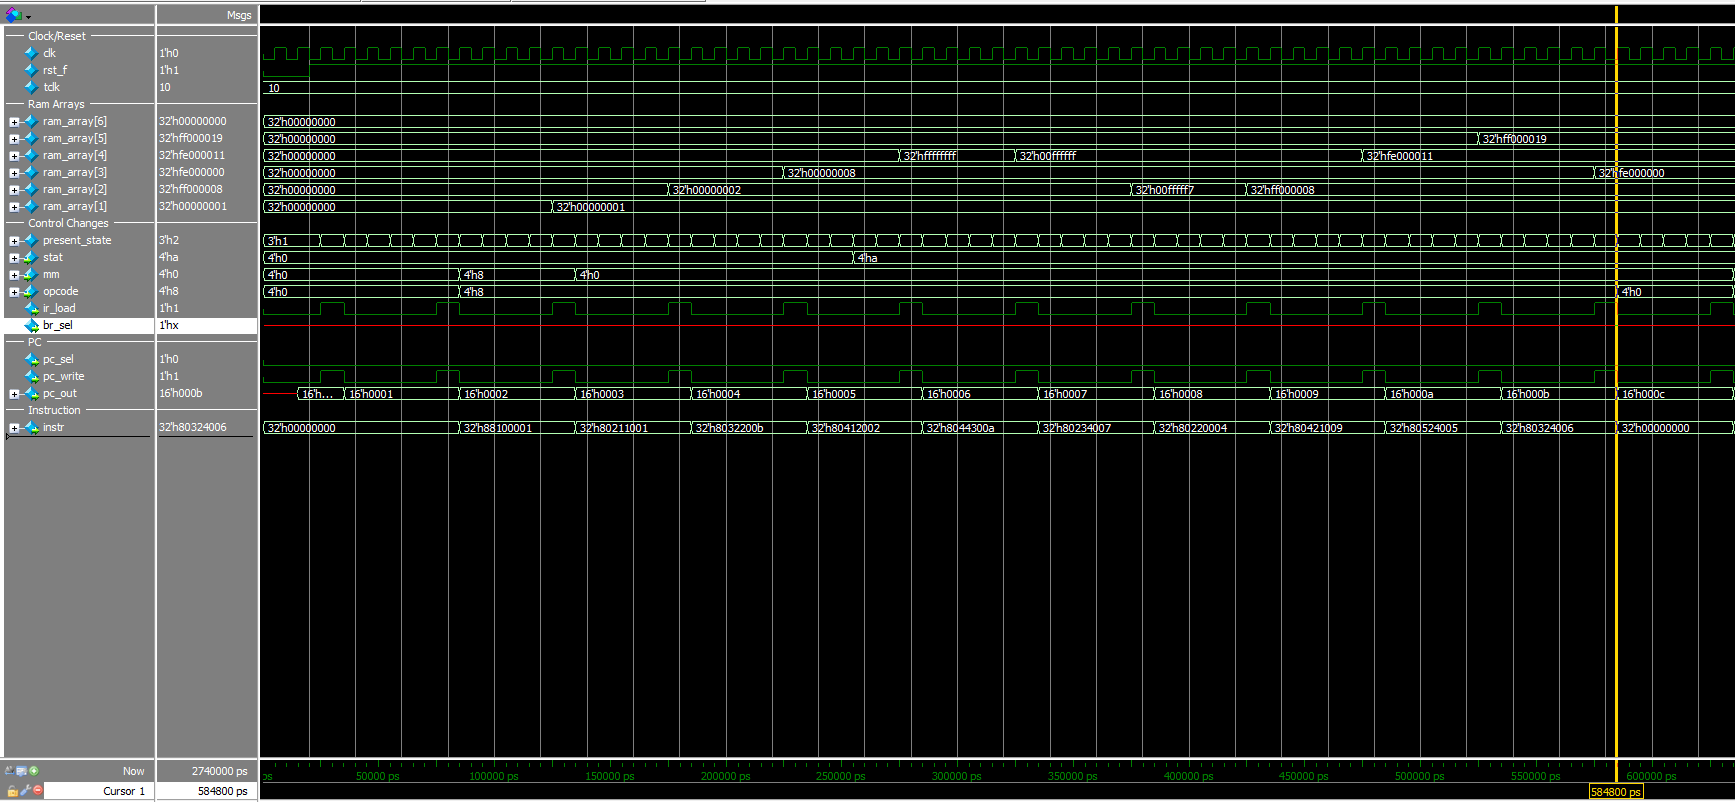 Msgs
Clock/Reset
clk 1'h0
rst_f 1'h1
tclk 10 10
Ram Arrays
ram_array[6] 32'h00000000 32'h00000000
ram_array[5] 32'hff000019 32'h00000000 32'hff000019
ram_array[4] 32'hfe000011 32'h00000000 32'hffffffff 32'h00ffffff 32'hfe000011
ram_array[3] 32'hfe000000 32'h00000000 32'h00000008 32'hfe000000
ram_array[2] 32'hff000008 32'h00000000 32'h00000002 32'h00fffff7 32'hff000008
ram_array[1] 32'h00000001 32'h00000000 32'h00000001
Control Changes
present_state 3'h2 3'h1
stat 4'ha 4'h0 4'ha
mm 4'h0 4'h0 4'h8 4'h0
opcode 4'h8 4'h0 4'h8 4'h0
ir_load 1'h1
br_sel 1'hx
PC
pc_sel 1'h0
pc_write 1'h1
pc_out 16'h000b 16'h... 16'h0001 16'h0002 16'h0003 16'h0004 16'h0005 16'h0006 16'h0007 16'h0008 16'h0009 16'h000a 16'h000b 16'h000c
Instruction
instr 32'h80324006 32'h00000000 32'h88100001 32'h80211001 32'h8032200b 32'h80412002 32'h8044300a 32'h80234007 32'h80220004 32'h80421009 32'h80524005 32'h80324006 32'h00000000
Now 2740000 ps ps 50000 ps 100000 ps 150000 ps 200000 ps 250000 ps 300000 ps 350000 ps 400000 ps 450000 ps 500000 ps 550000 ps 600000 ps
Cursor 1 584800 ps 584800 ps